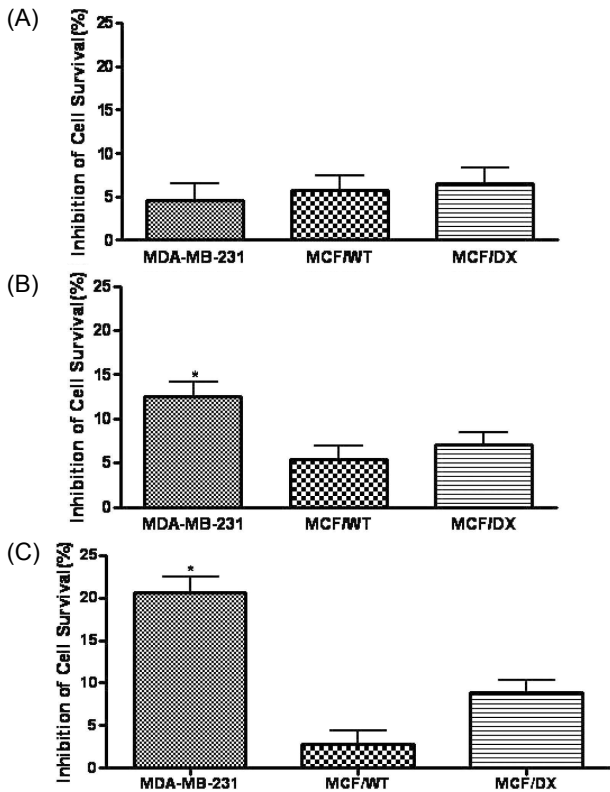 (A)
Inhibition of Cell Survival(%)
25
20
15
10
5
0
MDA-MB-231 MCF/WT MCF/DX
(B)
Inhibition of Cell Survival(%)
25
20
15
10
5
0
*
MDA-MB-231 MCF/WT MCF/DX
(C)
Inhibition of Cell Survival(%)
25
20
15
10
5
0
*
MDA-MB-231 MCF/WT MCF/DX